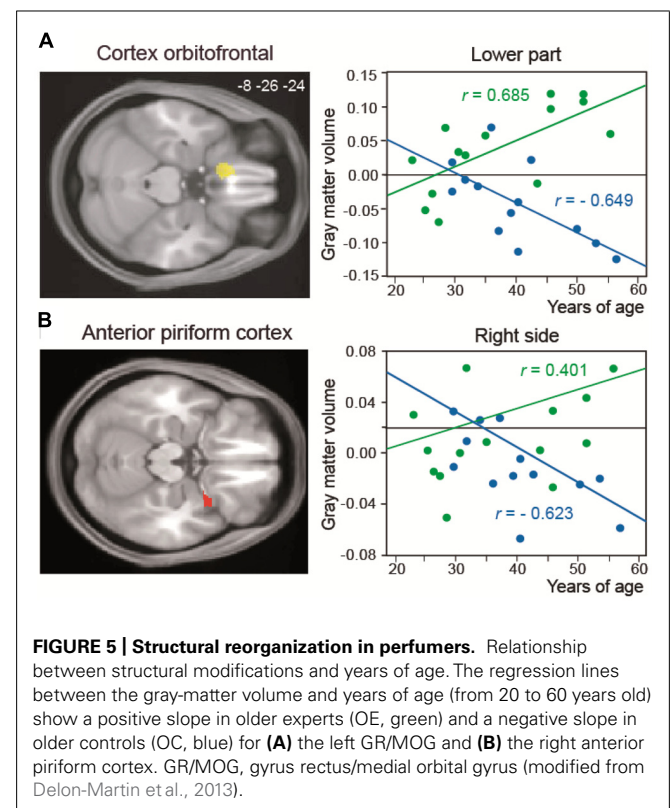 A
Cortex orbitofrontal
-8 -26 -24
Lower part
0.15
0.10
0.05
0.00
-0.05
-0.10
-0.15
Gray matter volume
r = 0.685
r = - 0.649
20 30 40 50 60
Years of age
B
Anterior piriform cortex
Right side
0.08
0.04
0.00
-0.04
-0.08
Gray matter volume
r = 0.401
r = - 0.623
20 30 40 50 60
Years of age
FIGURE 5 | Structural reorganization in perfumers. Relationship
between structural modifications and years of age. The regression lines
between the gray-matter volume and years of age (from 20 to 60 years old)
show a positive slope in older experts (OE, green) and a negative slope in
older controls (OC, blue) for (A) the left GR/MOG and (B) the right anterior
piriform cortex. GR/MOG, gyrus rectus/medial orbital gyrus (modified from
Delon-Martin et al., 2013).